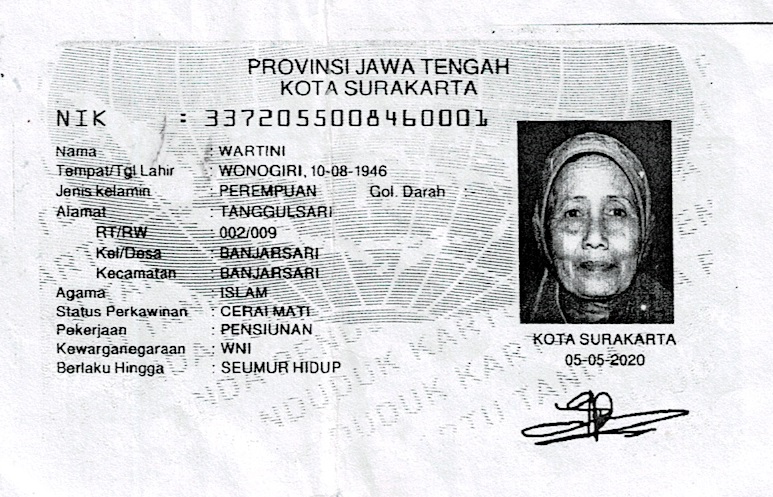 PROVINSI JAWA TENGAH
KOTA SURAKARTA
NIK : 3372055008460001
Nama : WARTINI
Tempat/Tgl Lahir : WONOGIRI, 10-08-1946
Jenis kelamin : PEREMPUAN Gol. Darah :
Alamat : TANGGULSARI
RT/RW : 002/009
Kel/Desa : BANJARSARI
Kecamatan : BANJARSARI
Agama : ISLAM
Status Perkawinan : CERAI MATI
Pekerjaan : PENSIUNAN
Kewarganegaraan : WNI
Berlaku Hingga : SEUMUR HIDUP
KOTA SURAKARTA
05-05-2020